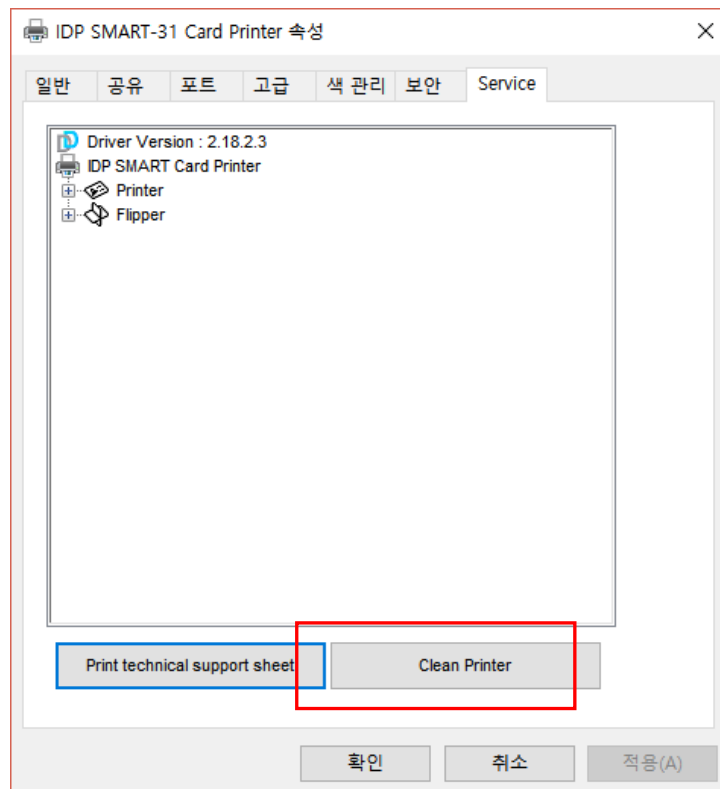 IDP SMART-31 Card Printer 속성
일반 공유 포트 고급 색 관리 보안 Service
Driver Version : 2.18.2.3
IDP SMART Card Printer
Printer
Flipper
Print technical support sheet Clean Printer
확인 취소 적용(A)